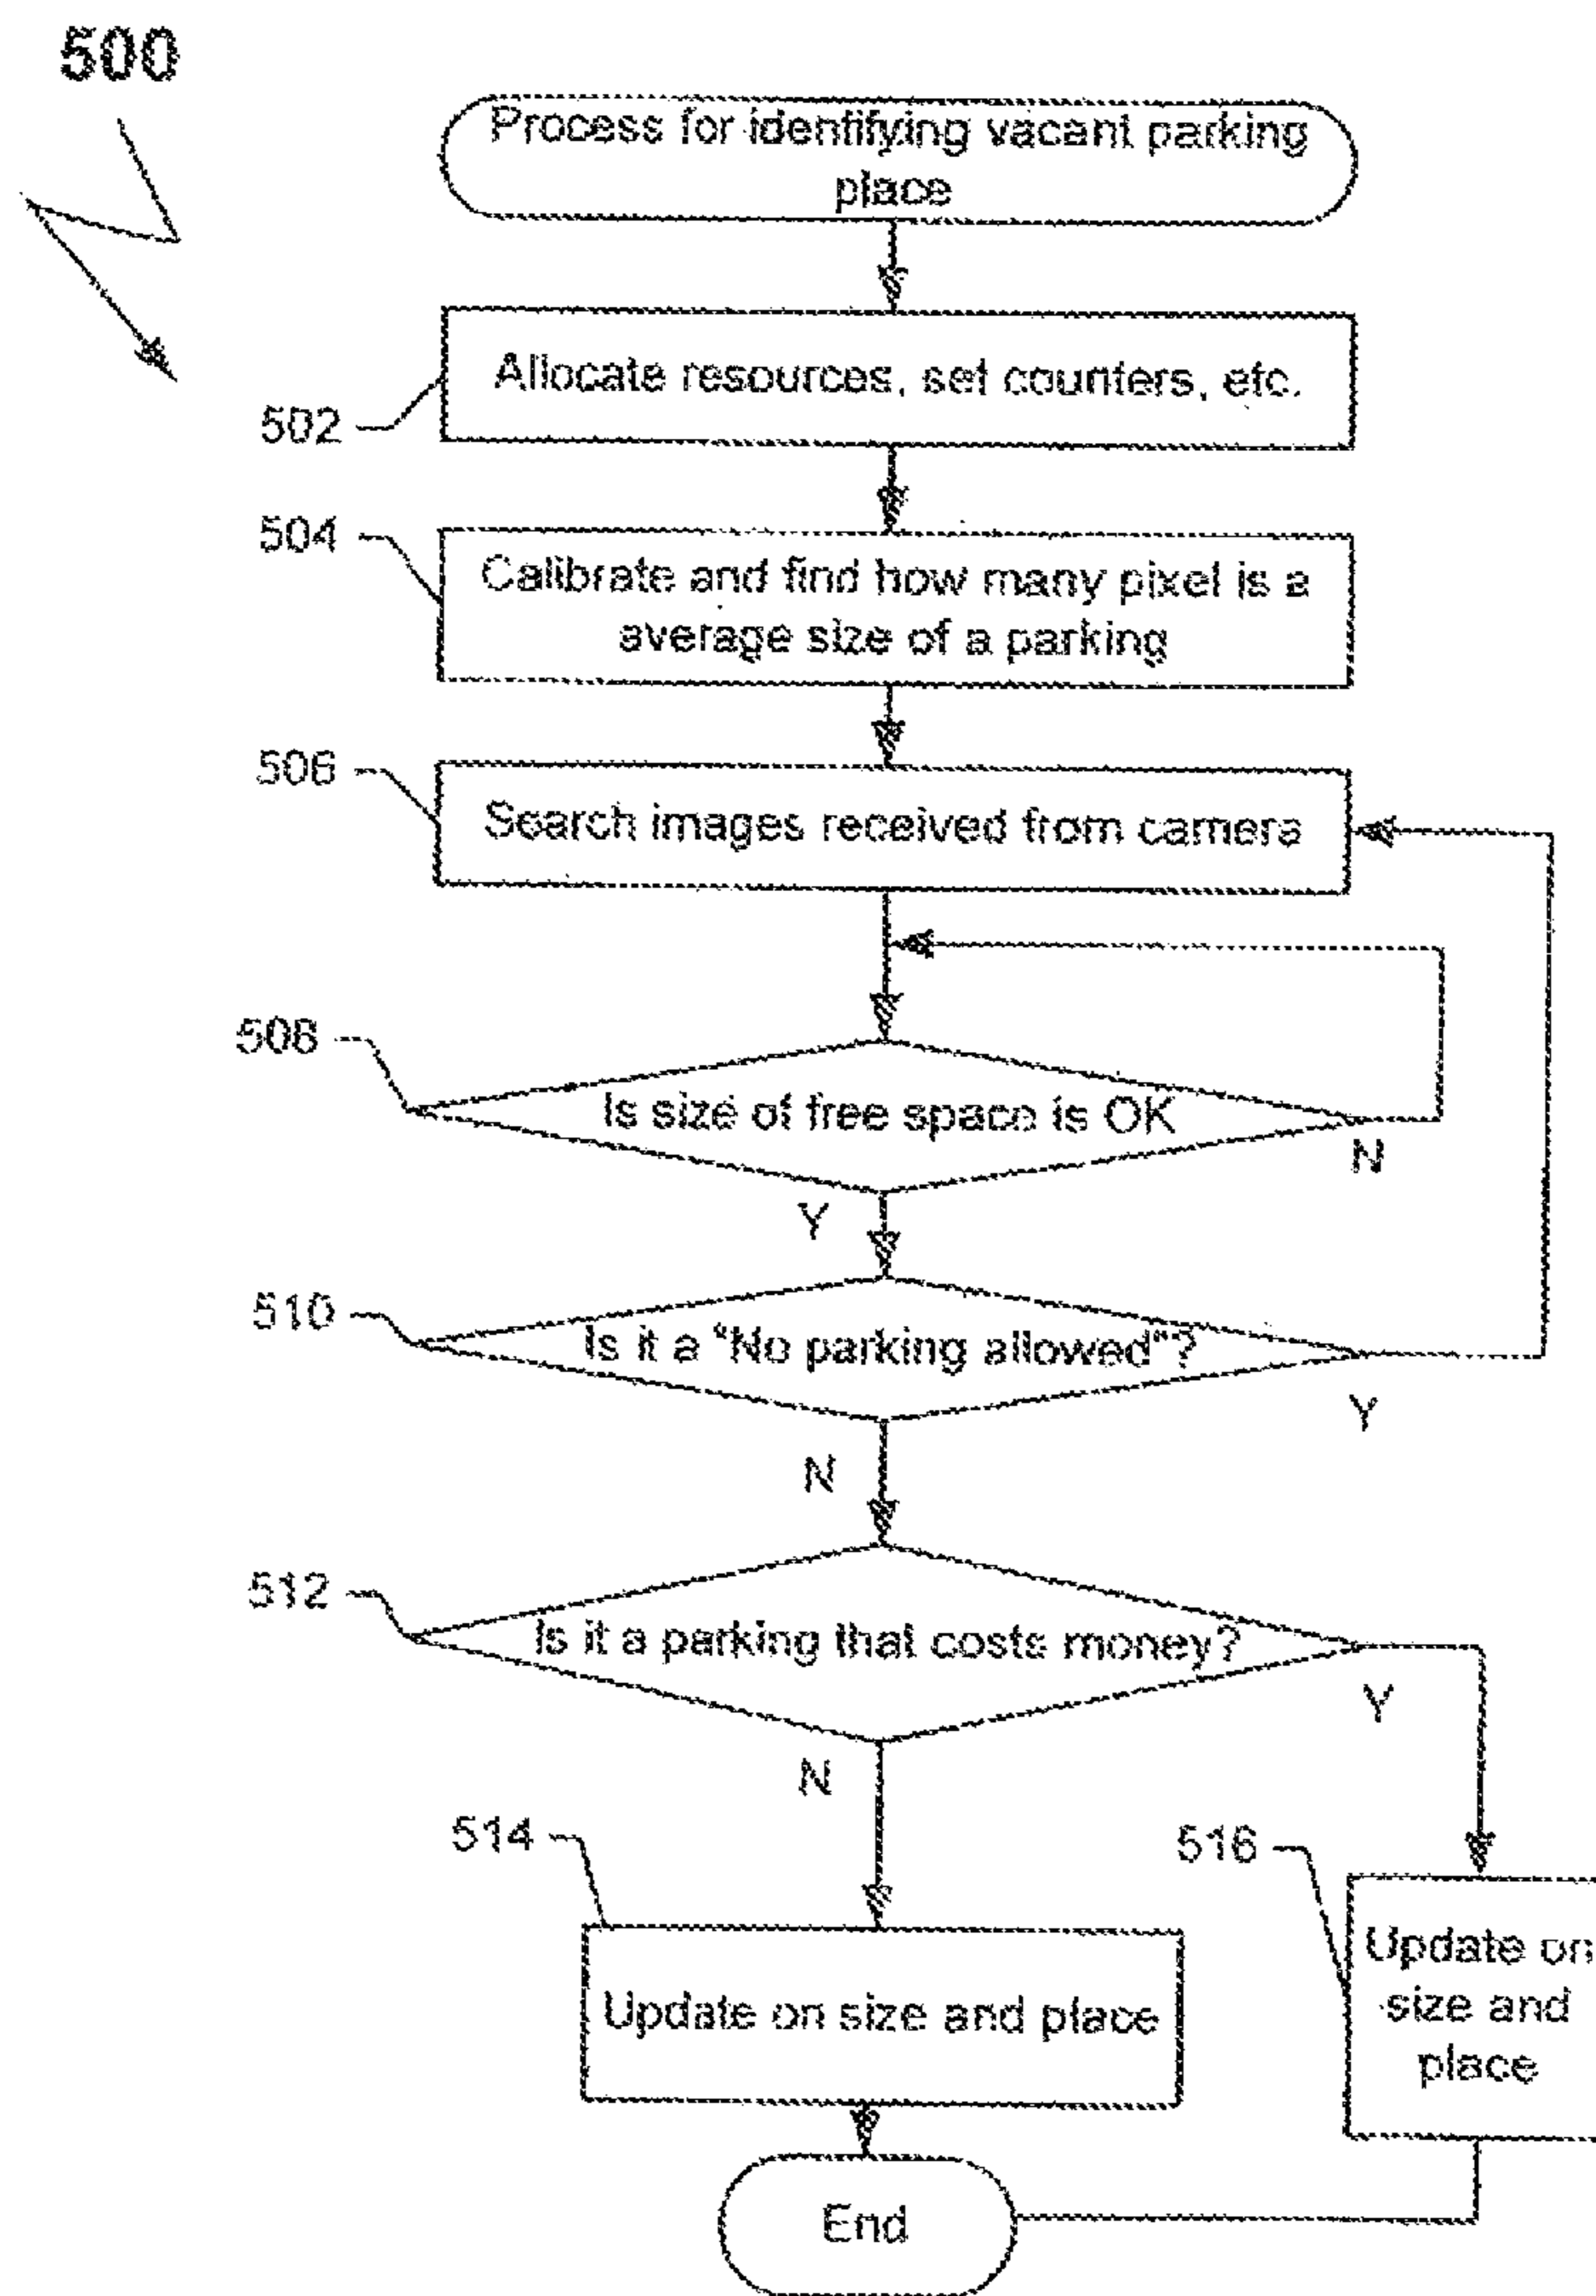 500
Process for identifying vacant parking
place
Allocate resources, set counters, etc.
502
504
Calibrate and find how many pixel is a
average size of a parking
506
Search images received from camera
508
Is size of free space is OK
N
Y
510
Is it a "No parking allowed"?
Y
N
512
Is it a parking that costs money?
Y
N
514
516
Update on size and place
Update on
size and
place
End